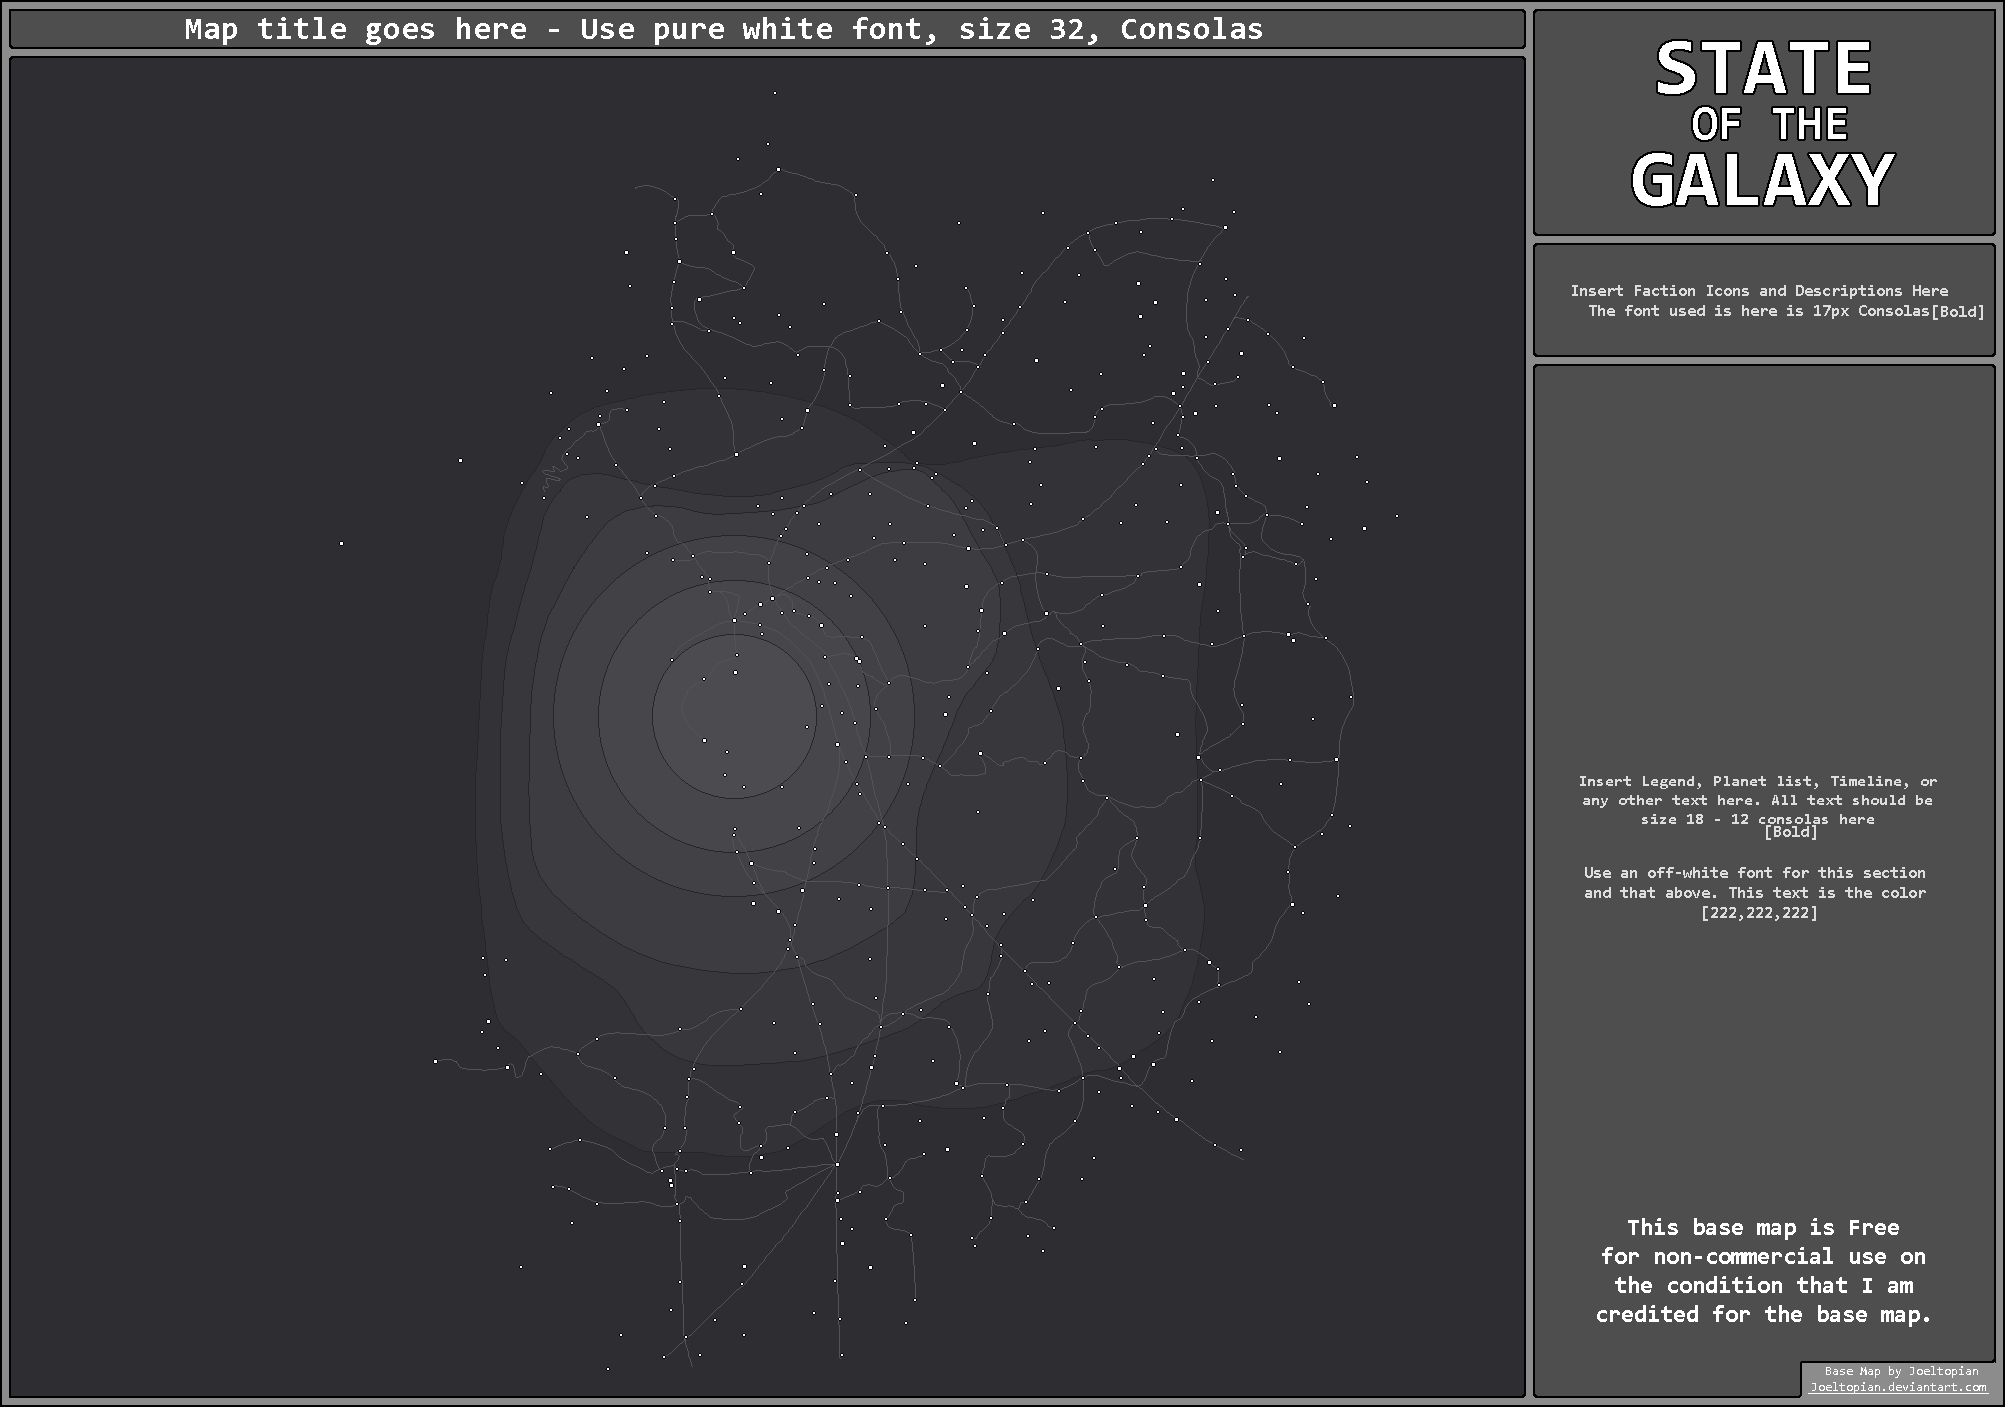 Map title goes here - Use pure white font, size 32, Consolas
STATE
OF THE
GALAXY
Insert Faction Icons and Descriptions Here
The font used is here is 17px Consolas[Bold]
Insert Legend, Planet list, Timeline, or
any other text here. All text should be
size 18 - 12 consolas here
[Bold]
Use an off-white font for this section
and that above. This text is the color
[222,222,222]
This base map is Free
for non-commercial use on
the condition that I am
credited for the base map.
Base Map by Joeltopian
Joeltopian.deviantart.com